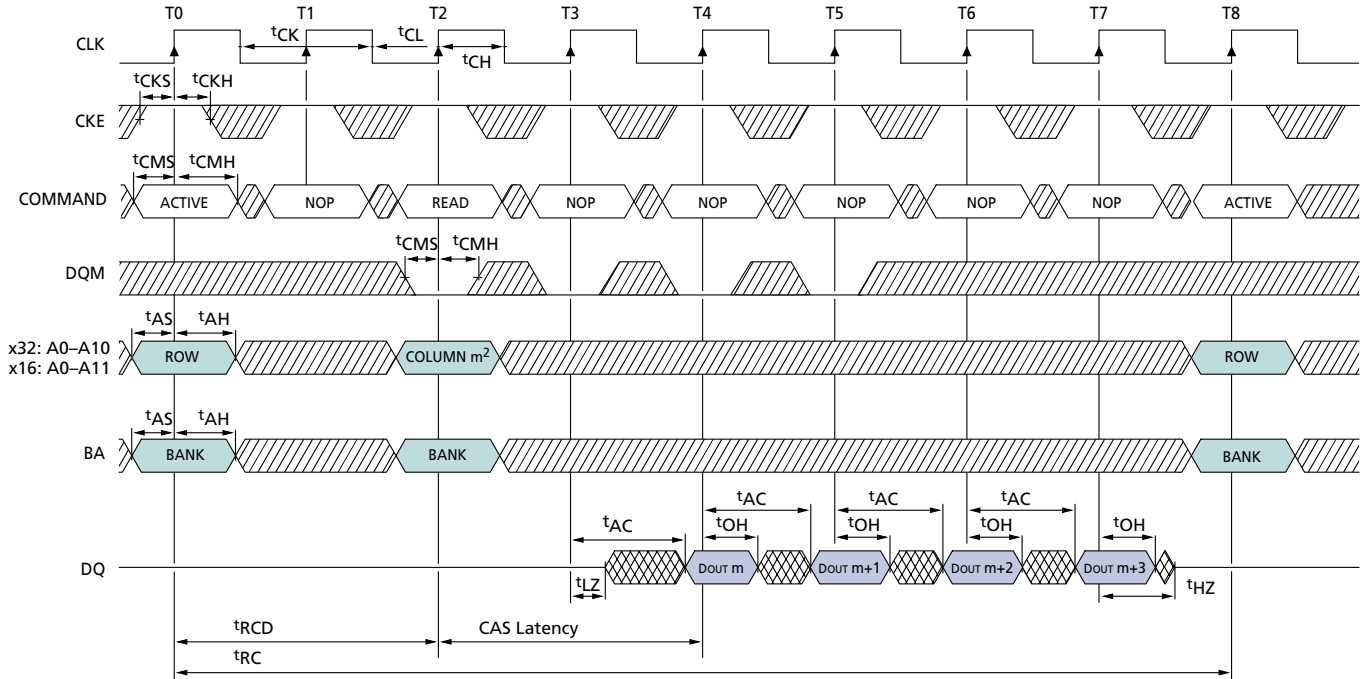 T0 T1 T2 T3 T4 T5 T6 T7 T8
CLK
tCK tCL
tCH
tCKS tCKH
CKE
tCMS tCMH
COMMAND ACTIVE NOP READ NOP NOP NOP NOP NOP ACTIVE
tCMS tCMH
DQM
tAS tAH
x32: A0–A10
x16: A0–A11
ROW COLUMN m2 ROW
tAS tAH
BA BANK BANK BANK
tAC tAC tAC
tAC tOH tOH tOH tOH
DQ DOUT m DOUT m+1 DOUT m+2 DOUT m+3
tLZ tHZ
tRCD CAS Latency
tRC